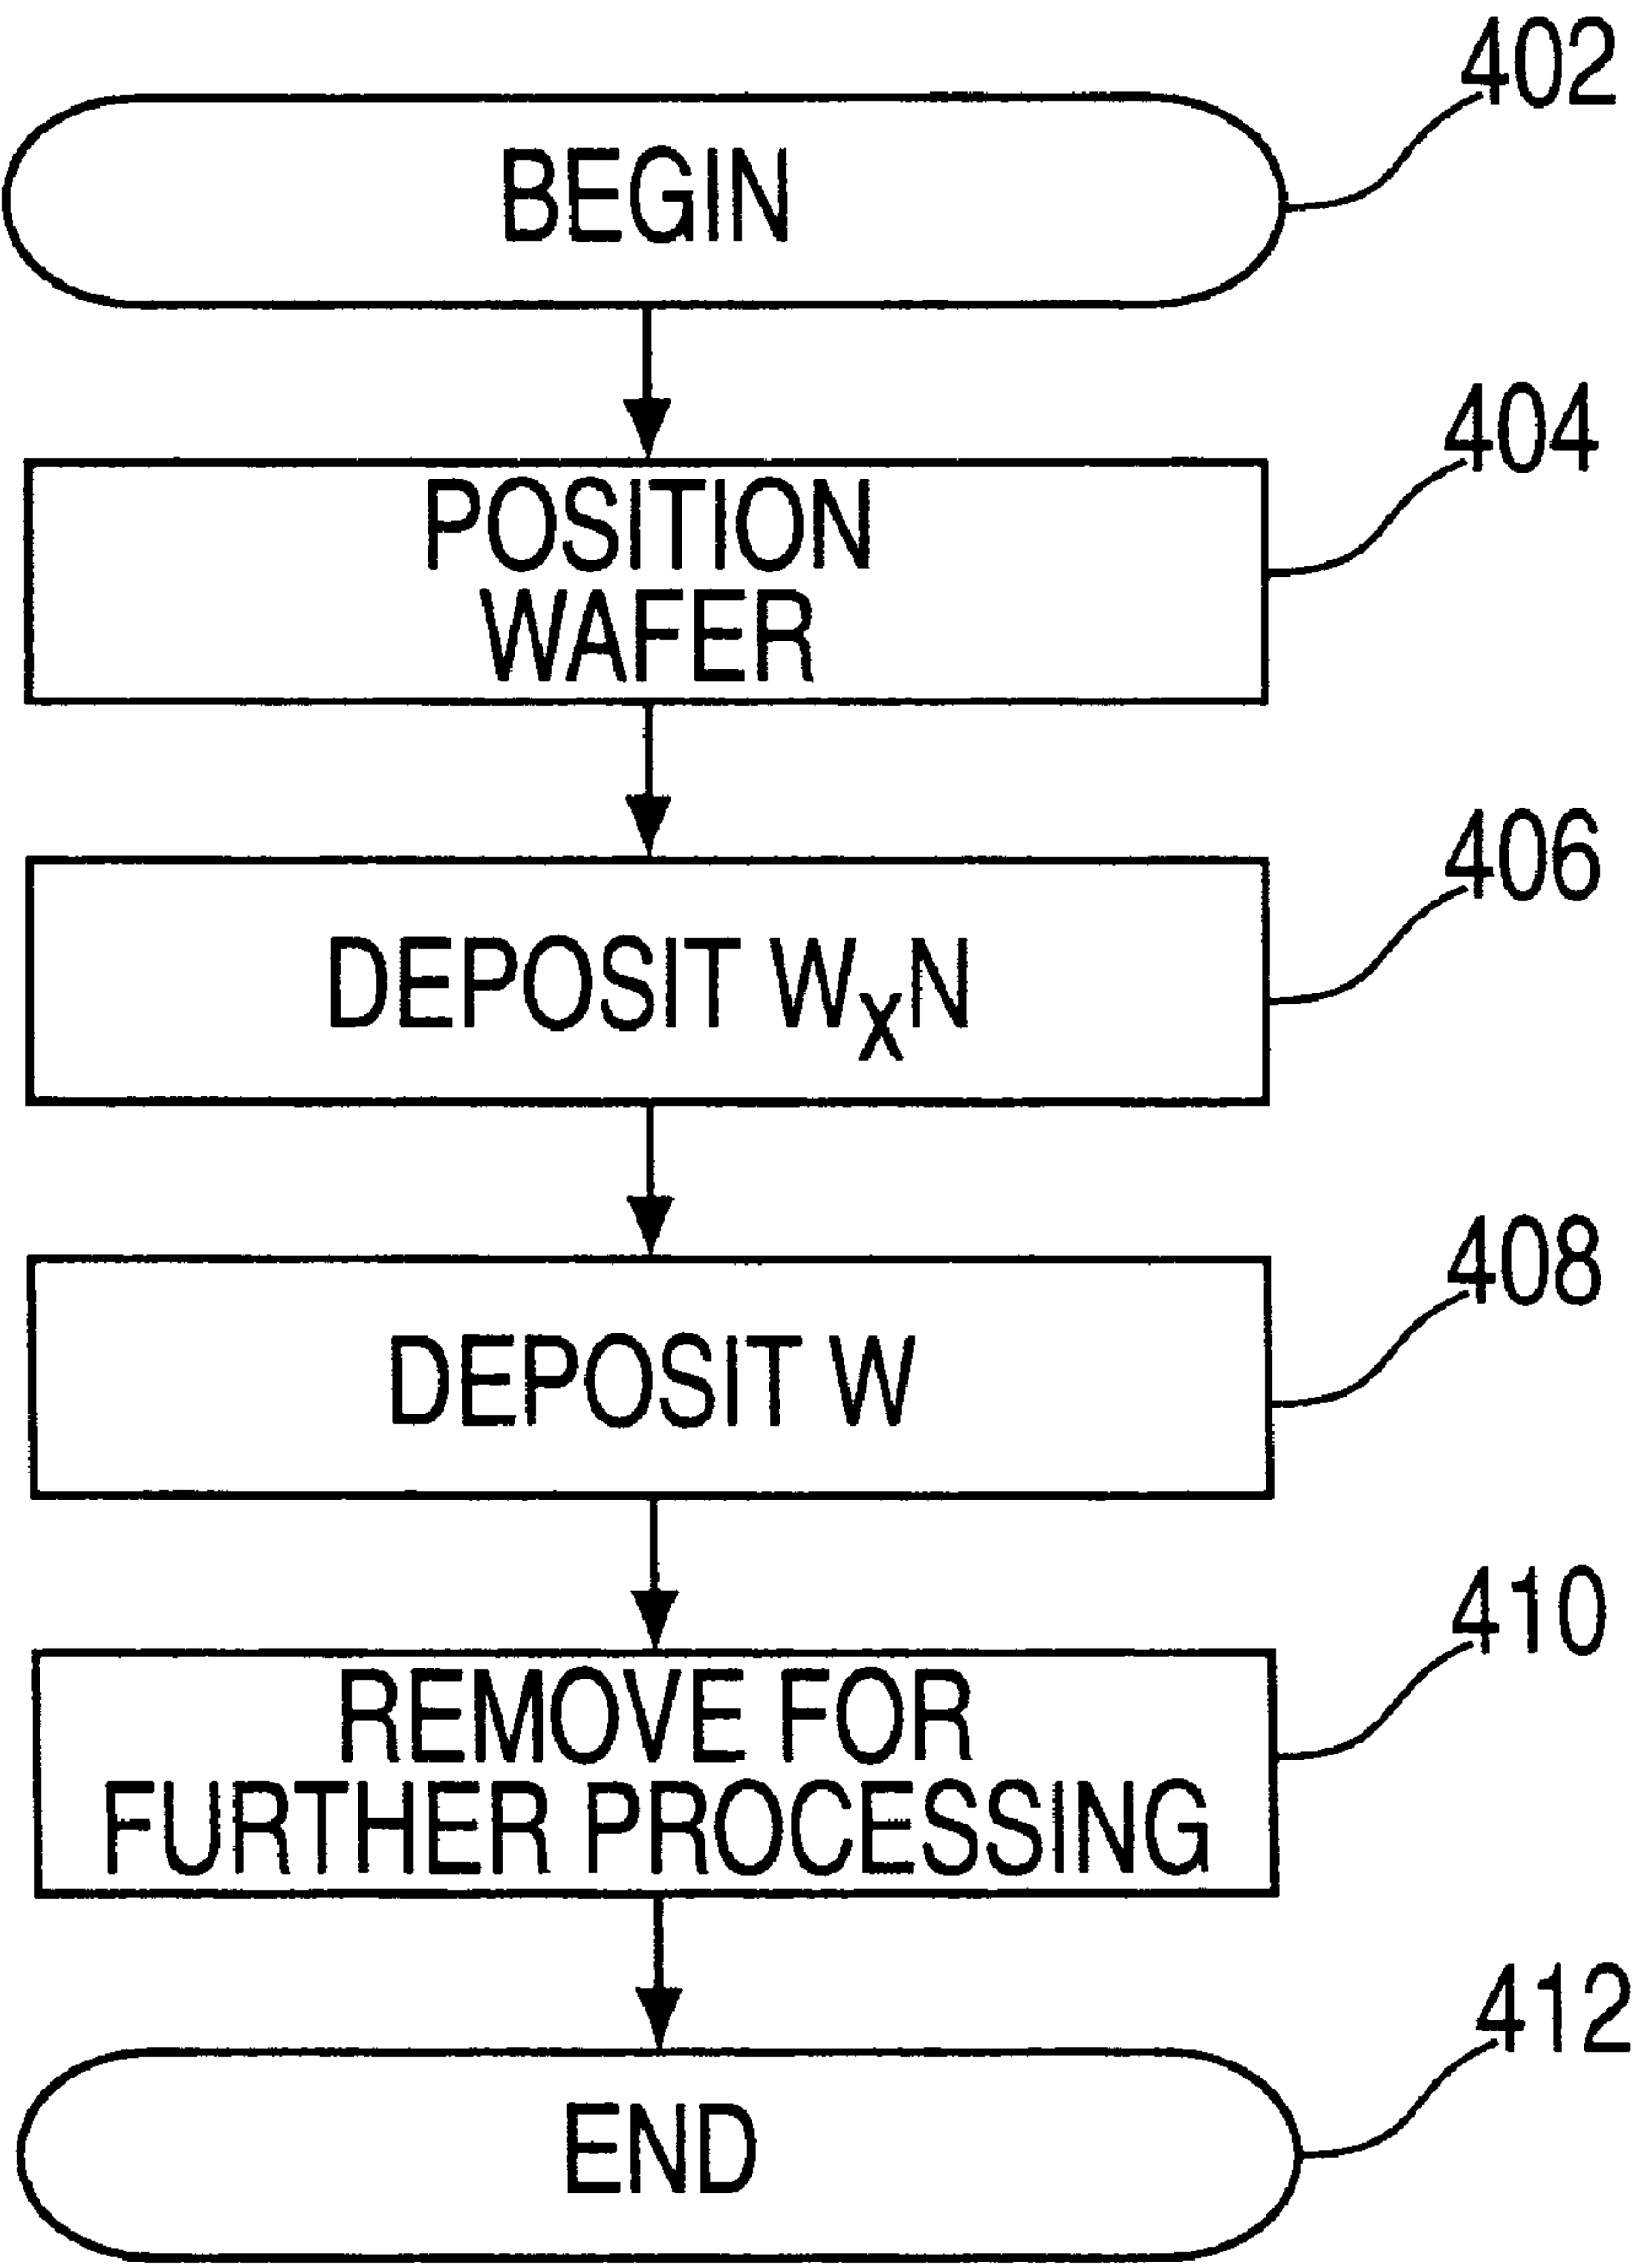 402
BEGIN
404
POSITION
WAFER
406
DEPOSIT WXN
408
DEPOSIT W
410
REMOVE FOR
FURTHER PROCESSING
412
END